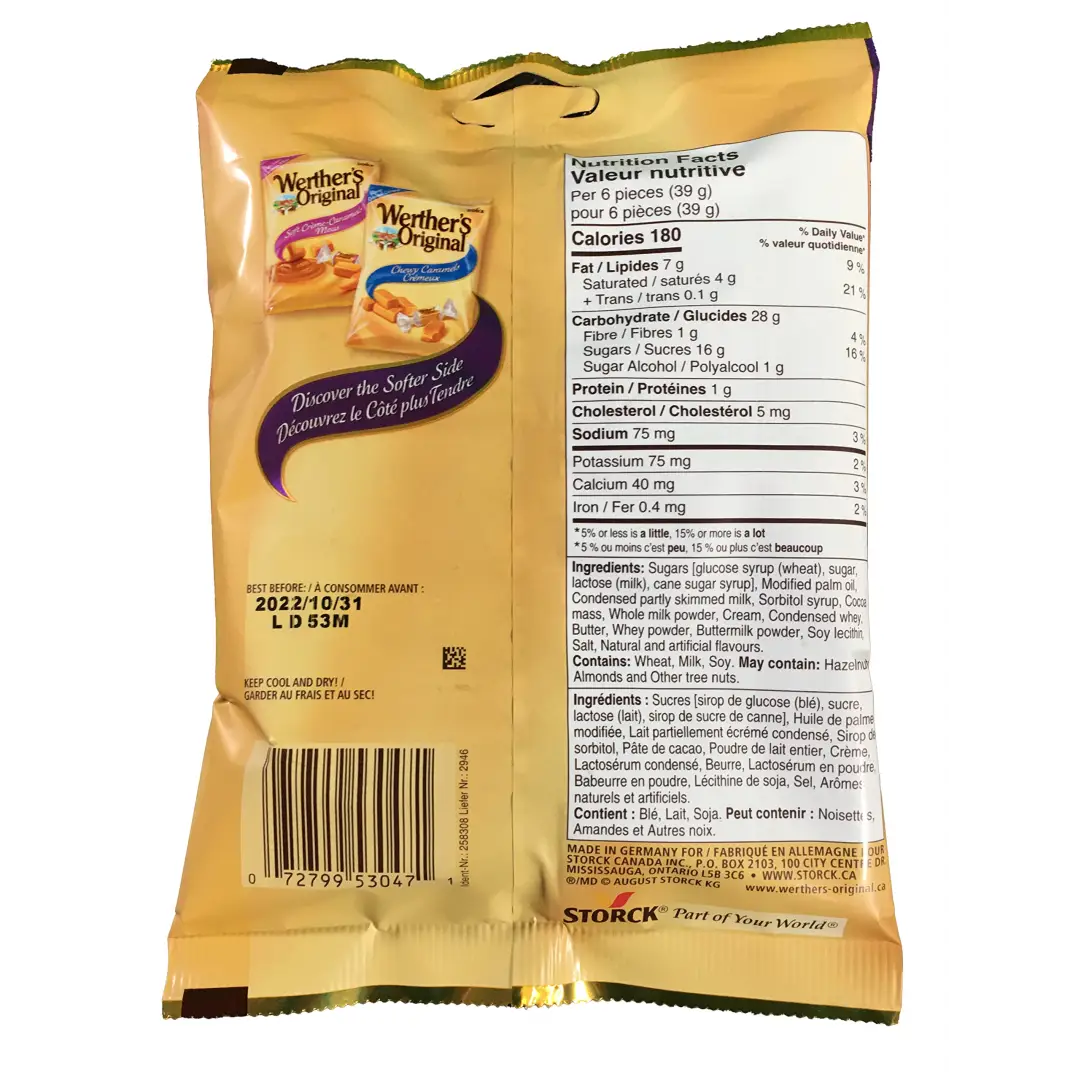 Werther's
Original
Soft Crème-Caramels
Mous
Werther's
Original
Chewy Caramels
Crémeux
Discover the Softer Side
Découvrez le Côté plus Tendre
BEST BEFORE: / À CONSOMMER AVANT :
2022/10/31
L D 53M
KEEP COOL AND DRY! /
GARDER AU FRAIS ET AU SEC!
0 72799 53047 1
Ident-Nr.: 258308 Liefer Nr.: 2946
Nutrition Facts
Valeur nutritive
Per 6 pieces (39 g)
pour 6 pièces (39 g)
Calories 180
% Daily Value*
% valeur quotidienne*
Fat / Lipides 7 g 9 %
Saturated / saturés 4 g
+ Trans / trans 0.1 g 21 %
Carbohydrate / Glucides 28 g
Fibre / Fibres 1 g 4 %
Sugars / Sucres 16 g 16 %
Sugar Alcohol / Polyalcool 1 g
Protein / Protéines 1 g
Cholesterol / Cholestérol 5 mg
Sodium 75 mg 3 %
Potassium 75 mg 2 %
Calcium 40 mg 3 %
Iron / Fer 0.4 mg 2 %
*5% or less is a little, 15% or more is a lot
*5 % ou moins c'est peu, 15 % ou plus c'est beaucoup
Ingredients: Sugars [glucose syrup (wheat), sugar,
lactose (milk), cane sugar syrup], Modified palm oil,
Condensed partly skimmed milk, Sorbitol syrup, Cocoa
mass, Whole milk powder, Cream, Condensed whey,
Butter, Whey powder, Buttermilk powder, Soy lecithin,
Salt, Natural and artificial flavours.
Contains: Wheat, Milk, Soy. May contain: Hazelnuts
Almonds and Other tree nuts.
Ingrédients : Sucres [sirop de glucose (blé), sucre,
lactose (lait), sirop de sucre de canne], Huile de palme
modifiée, Lait partiellement écrémé condensé, Sirop de
sorbitol, Pâte de cacao, Poudre de lait entier, Crème,
Lactosérum condensé, Beurre, Lactosérum en poudre,
Babeurre en poudre, Lécithine de soja, Sel, Arômes
naturels et artificiels.
Contient : Blé, Lait, Soja. Peut contenir : Noisettes,
Amandes et Autres noix.
MADE IN GERMANY FOR / FABRIQUÉ EN ALLEMAGNE POUR
STORCK CANADA INC., P.O. BOX 2103, 100 CITY CENTRE DR.
MISSISSAUGA, ONTARIO L5B 3C6 • WWW.STORCK.CA
®/MD © AUGUST STORCK KG www.werthers-original.ca
STORCK® Part of Your World®